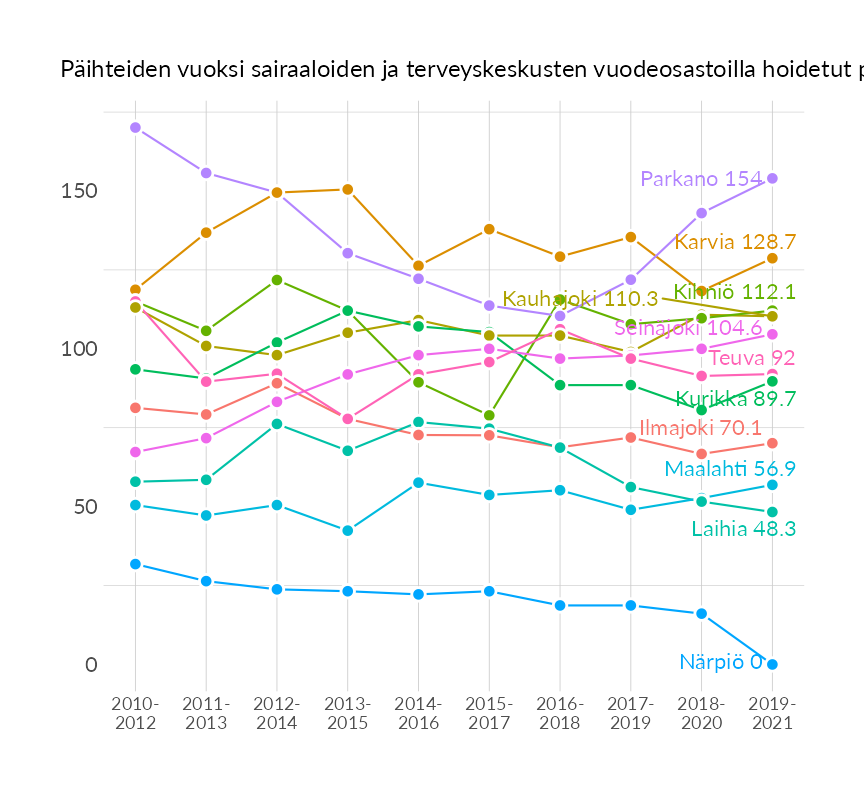 Päihteiden vuoksi sairaaloiden ja terveyskeskusten vuodeosastoilla hoidetut
150
100
50
0
Parkano 154
Karvia 128.7
Kihniö 112.1
Kauhajoki 110.3
Seinäjoki 104.6
Teuva 92
Kurikka 89.7
Ilmajoki 70.1
Maalahti 56.9
Laihia 48.3
Närpiö 0
2010- 2011- 2012- 2013- 2014- 2015- 2016- 2017- 2018- 2019-
2012 2013 2014 2015 2016 2017 2018 2019 2020 2021